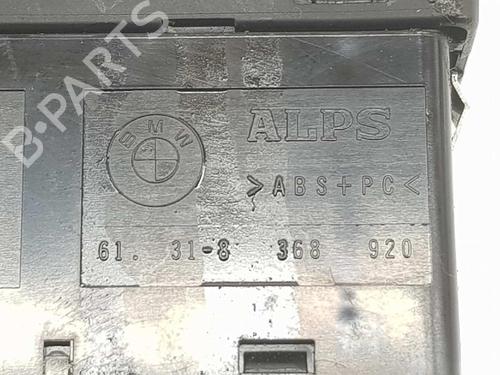 B·PARTS
BMW
ALPS
>ABS+PC<
61. 31-8 368 920